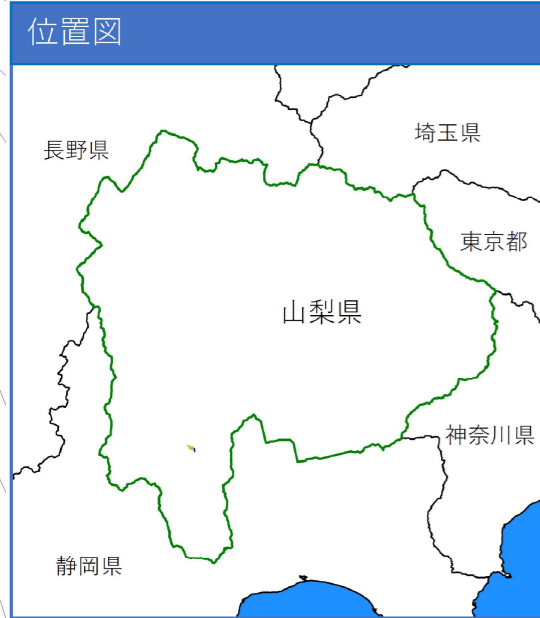 位置図
長野県
埼玉県
東京都
山梨県
神奈川県
静岡県